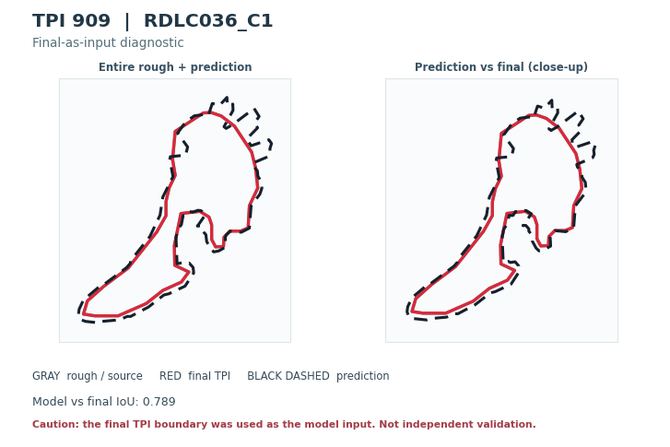 TPI 909 | RDLC036_C1
Final-as-input diagnostic
Entire rough + prediction
Prediction vs final (close-up)
GRAY rough / source RED final TPI BLACK DASHED prediction
Model vs final IoU: 0.789
Caution: the final TPI boundary was used as the model input. Not independent validation.